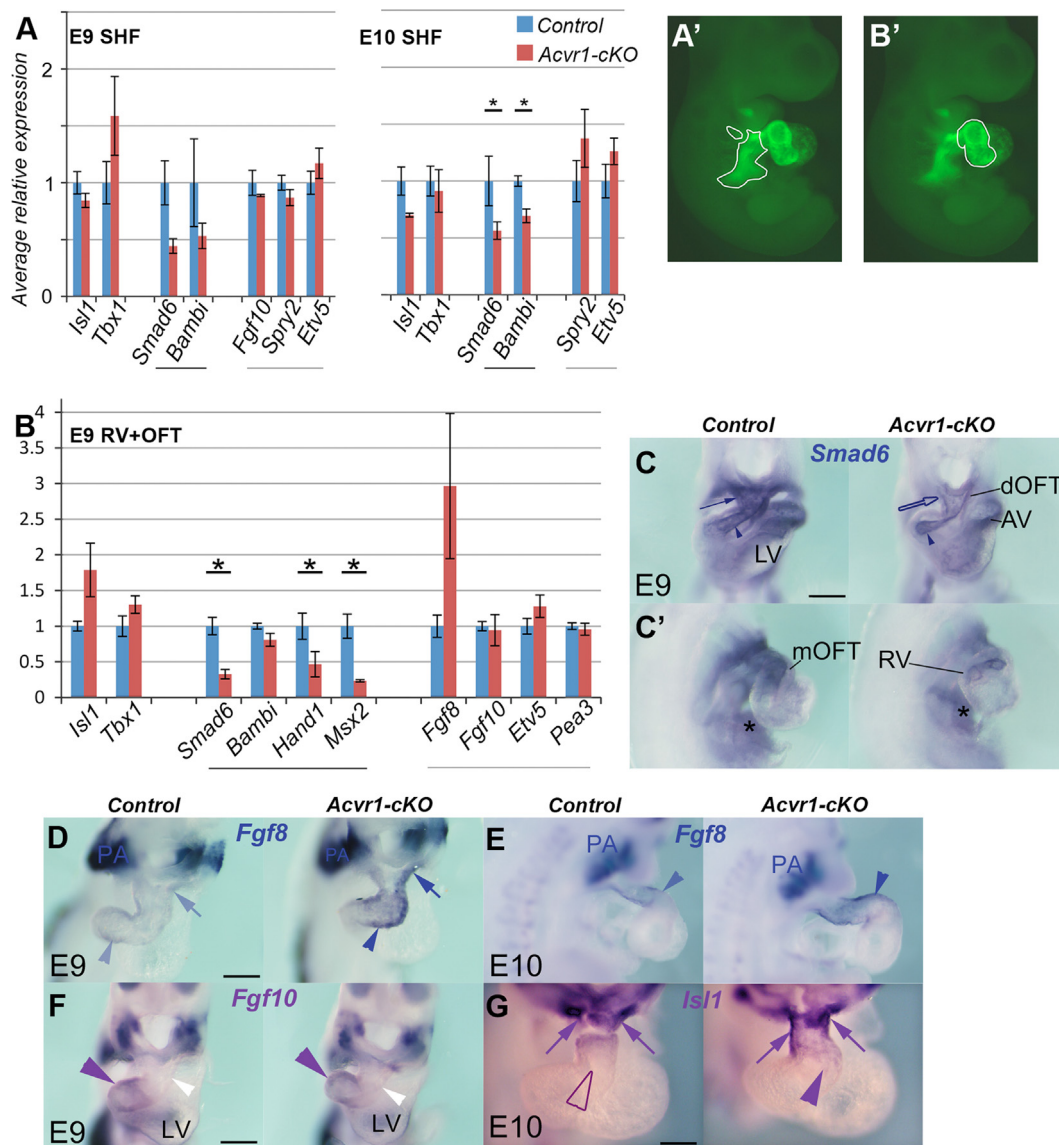 A
E9 SHF
E10 SHF
Control
Acvr1-cKO
Average relative expression
2
1
0
Isl1
Tbx1
Smad6
Bambi
Fgf10
Spry2
Etv5
* *
Isl1
Tbx1
Smad6
Bambi
Spry2
Etv5
A’
B’
B
E9 RV+OFT
4
3.5
3
2.5
2
1.5
1
0.5
0
* * *
Isl1
Tbx1
Smad6
Bambi
Hand1
Msx2
Fgf8
Fgf10
Etv5
Pea3
Control
Acvr1-cKO
C
Smad6
dOFT
AV
LV
E9
C’
mOFT
RV
*
*
Control
Acvr1-cKO
Control
Acvr1-cKO
D
Fgf8
PA
PA
E9
E
Fgf8
PA
PA
E10
F
Fgf10
LV
LV
E9
G
Isl1
E10